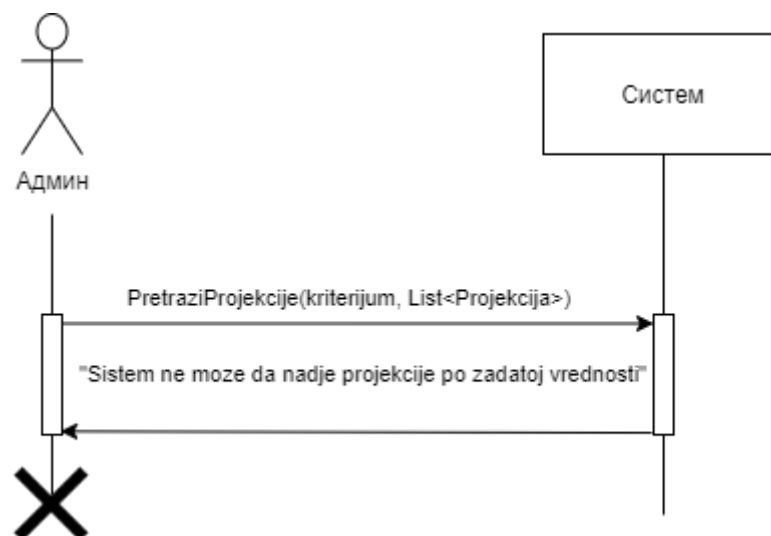 Систем
Админ
PretraziProjekcije(kriterijum, List<Projekcija>)
"Sistem ne moze da nadje projekcije po zadatoj vrednosti"